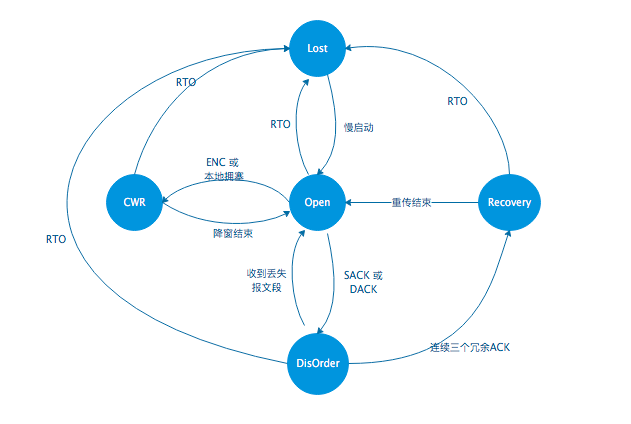 Lost
RTO
RTO
RTO
慢启动
ENC 或
本地拥塞
CWR
Open
重传结束
Recovery
降窗结束
RTO
收到丢失
报文段
SACK 或
DACK
连续三个冗余ACK
DisOrder